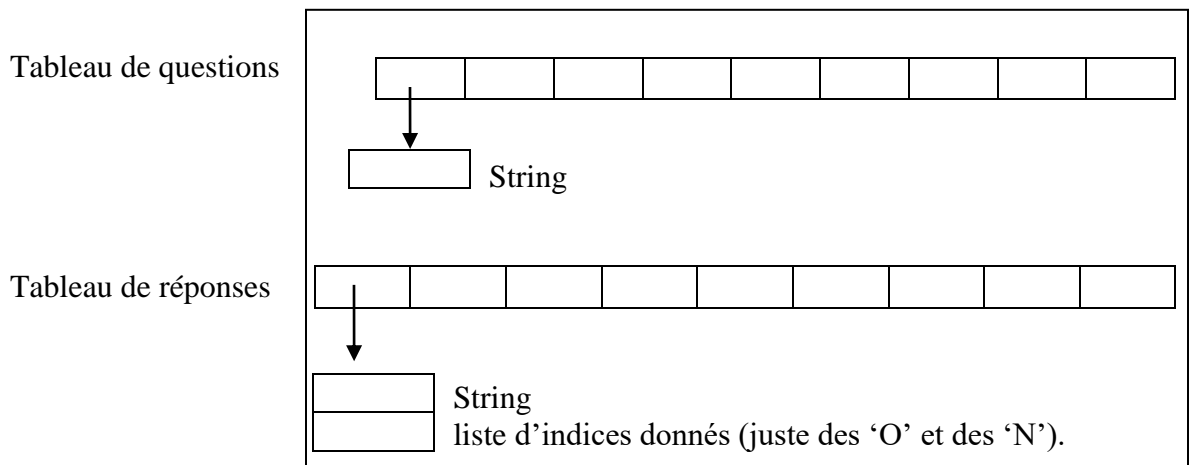 Tableau de questions
String
Tableau de réponses
String
liste d’indices donnés (juste des ‘O’ et des ‘N’).